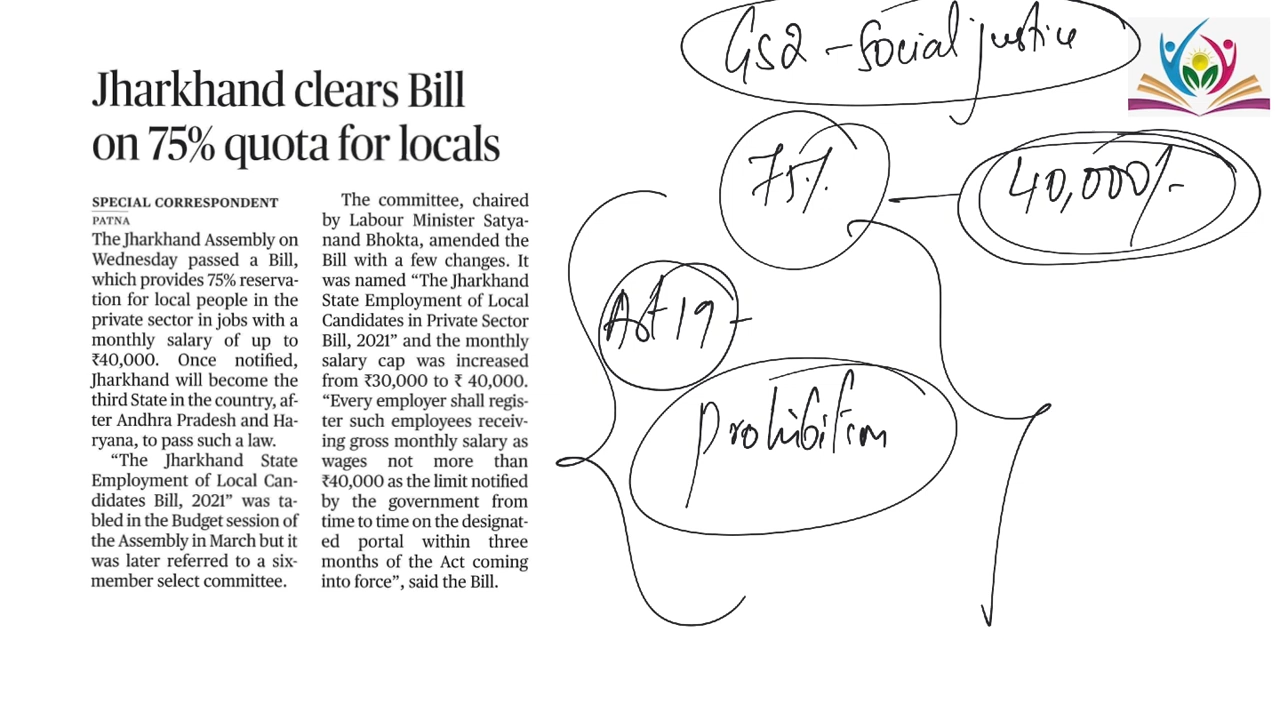 Jharkhand clears Bill
on 75% quota for locals
SPECIAL CORRESPONDENT
PATNA
The Jharkhand Assembly on
Wednesday passed a Bill,
which provides 75% reserva-
tion for local people in the
private sector in jobs with a
monthly salary of up to
₹40,000. Once notified,
Jharkhand will become the
third State in the country, af-
ter Andhra Pradesh and Ha-
ryana, to pass such a law.
“The Jharkhand State
Employment of Local Can-
didates Bill, 2021” was ta-
bled in the Budget session of
the Assembly in March but it
was later referred to a six-
member select committee.
The committee, chaired
by Labour Minister Satya-
nand Bhokta, amended the
Bill with a few changes. It
was named “The Jharkhand
State Employment of Local
Candidates in Private Sector
Bill, 2021” and the monthly
salary cap was increased
from ₹30,000 to ₹ 40,000.
“Every employer shall regis-
ter such employees receiv-
ing gross monthly salary as
wages not more than
₹40,000 as the limit notified
by the government from
time to time on the designat-
ed portal within three
months of the Act coming
into force”, said the Bill.
GS2 - Social justice
75%
40,000/-
Art 19 -
Prohibition